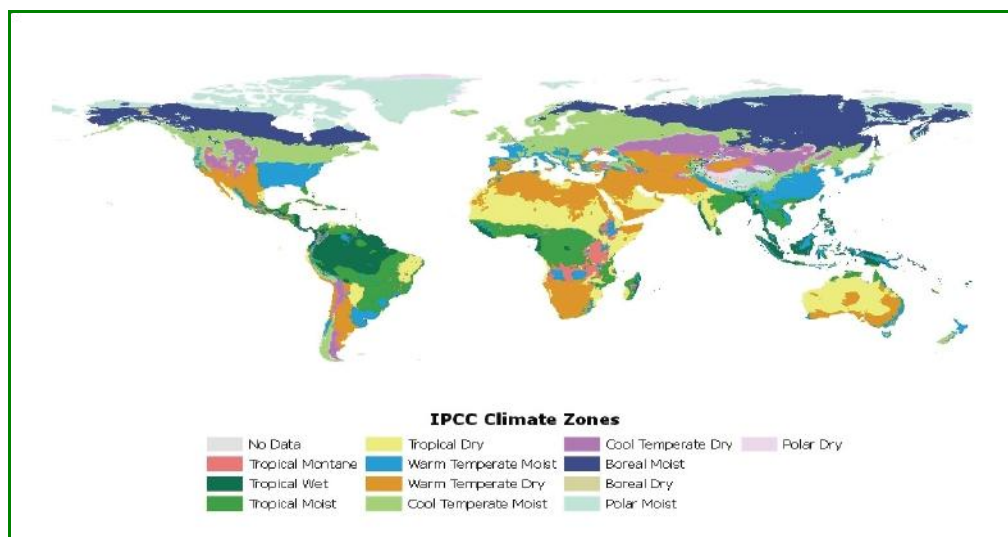 IPCC Climate Zones
No Data
Tropical Montane
Tropical Wet
Tropical Moist
Tropical Dry
Warm Temperate Moist
Warm Temperate Dry
Cool Temperate Moist
Cool Temperate Dry
Boreal Moist
Boreal Dry
Polar Moist
Polar Dry